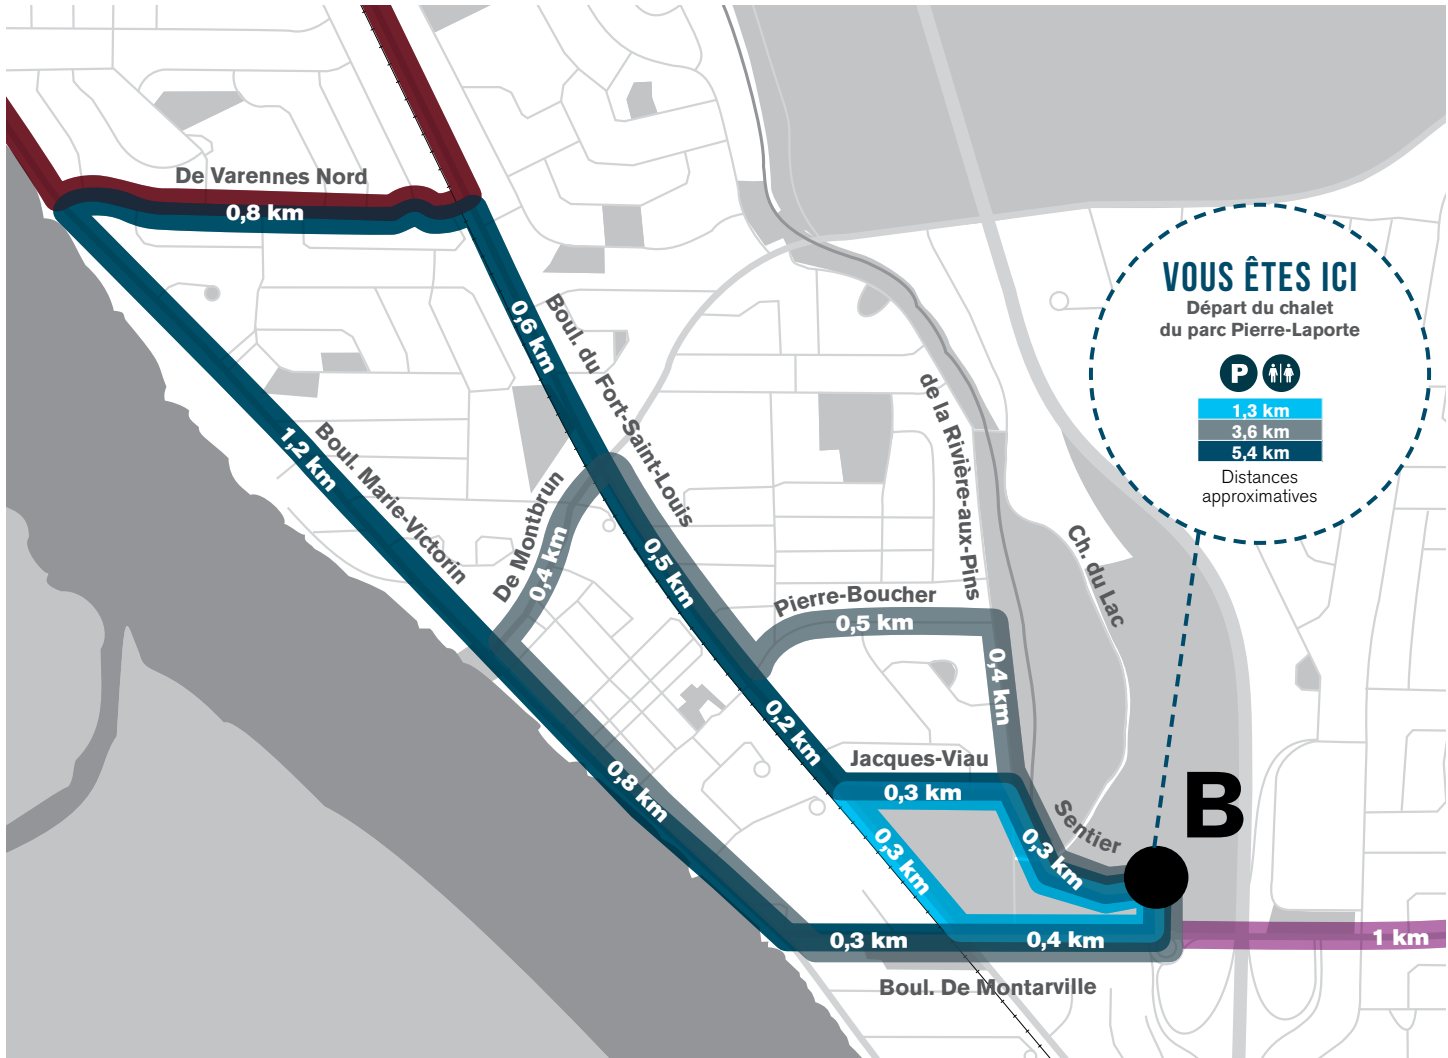 De Varennes Nord
0,8 km
VOUS ÊTES ICI
Départ du chalet
du parc Pierre-Laporte
P
1,3 km
3,6 km
5,4 km
Distances
approximatives
0,6 km
Boul. du Fort-Saint-Louis
de la Rivière-aux-Pins
1,2 km
Boul. Marie-Victorin
De Montbrun
0,4 km
0,5 km
Ch. du Lac
Pierre-Boucher
0,5 km
0,4 km
0,2 km
Jacques-Viau
0,3 km
0,8 km
Sentier
0,3 km
B
0,3 km
0,3 km
0,4 km
1 km
Boul. De Montarville